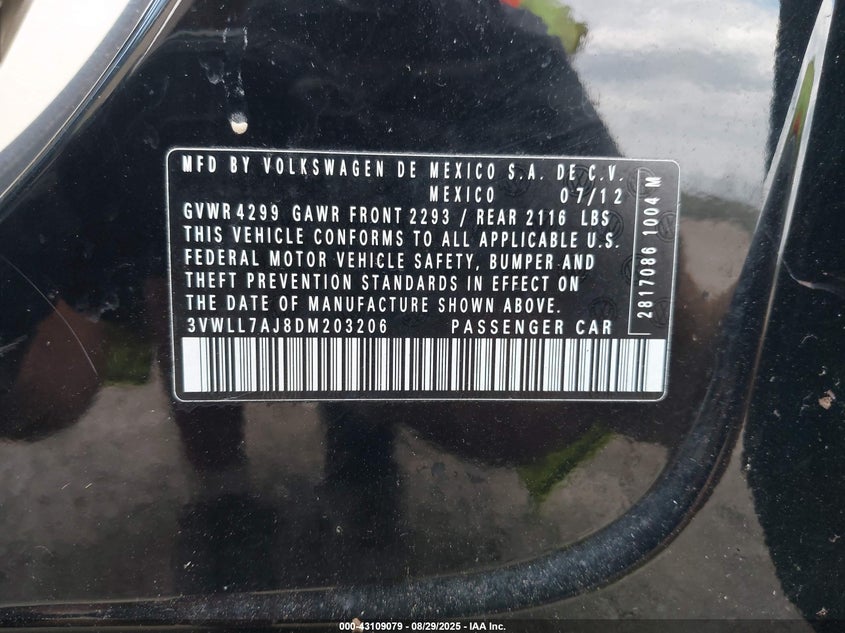 MFD BY VOLKSWAGEN DE MEXICO S.A. DE C.V.
MEXICO 07/12
GVWR 4299 GAWR FRONT 2293 / REAR 2116 LBS
THIS VEHICLE CONFORMS TO ALL APPLICABLE U.S.
FEDERAL MOTOR VEHICLE SAFETY, BUMPER AND
THEFT PREVENTION STANDARDS IN EFFECT ON
THE DATE OF MANUFACTURE SHOWN ABOVE.
3VWLL7AJ8DM203206 PASSENGER CAR
2817086 1004 M
000-43109079 - 08/29/2025 - IAA Inc.